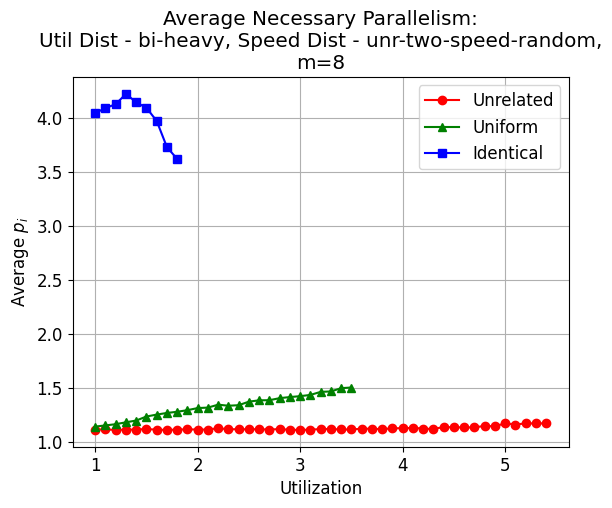 Average Necessary Parallelism:
Util Dist - bi-heavy, Speed Dist - unr-two-speed-random,
m=8
Unrelated
Uniform
Identical
4.0
3.5
3.0
2.5
2.0
1.5
1.0
Average p_i
1 2 3 4 5
Utilization